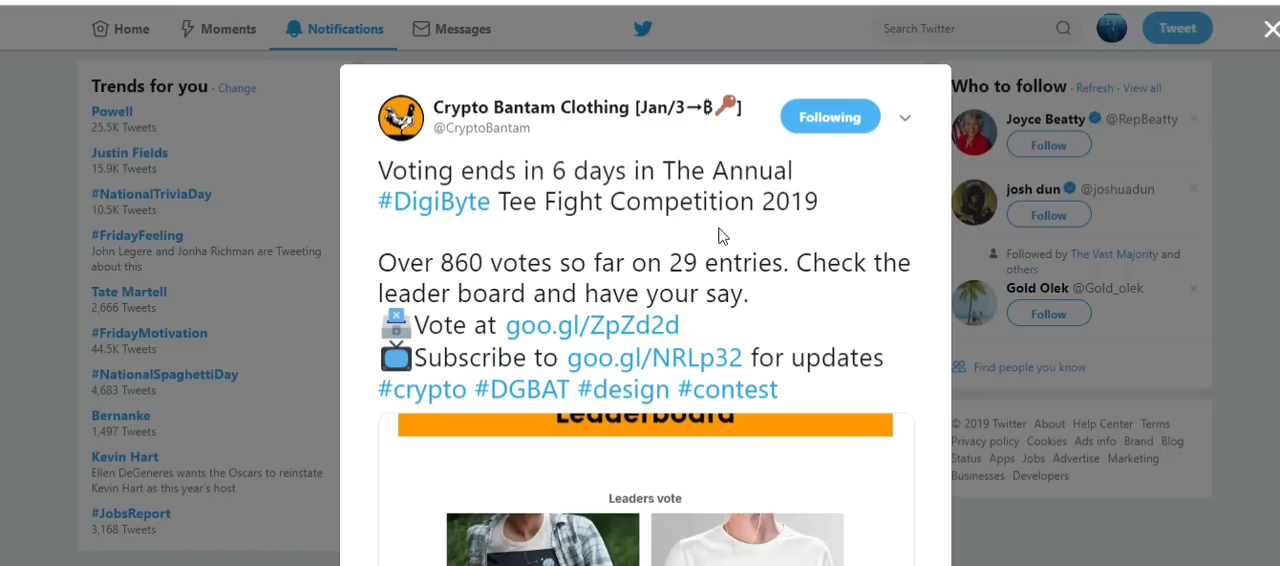 Home
Moments
Notifications
Messages
Search Twitter
Tweet
Trends for you · Change
Powell
25.5K Tweets
Justin Fields
15.9K Tweets
#NationalTriviaDay
10.5K Tweets
#FridayFeeling
John Legere and Jonha Richman are Tweeting
about this
Tate Martell
2,666 Tweets
#FridayMotivation
44.5K Tweets
#NationalSpaghettiDay
4,683 Tweets
Bernanke
1,497 Tweets
Kevin Hart
Ellen DeGeneres wants the Oscars to reinstate
Kevin Hart as this year's host
#JobsReport
3,168 Tweets
Crypto Bantam Clothing [Jan/3→₿🔑]
@CryptoBantam
Following
Voting ends in 6 days in The Annual
#DigiByte Tee Fight Competition 2019
Over 860 votes so far on 29 entries. Check the
leader board and have your say.
Vote at goo.gl/ZpZd2d
Subscribe to goo.gl/NRLp32 for updates
#crypto #DGBAT #design #contest
Leaderboard
Leaders vote
Who to follow · Refresh · View all
Joyce Beatty @RepBeatty
Follow
josh dun @joshuadun
Follow
Followed by The Vast Majority and
others
Gold Olek @Gold_olek
Follow
Find people you know
© 2019 Twitter About Help Center Terms
Privacy policy Cookies Ads info Brand Blog
Status Apps Jobs Advertise Marketing
Businesses Developers